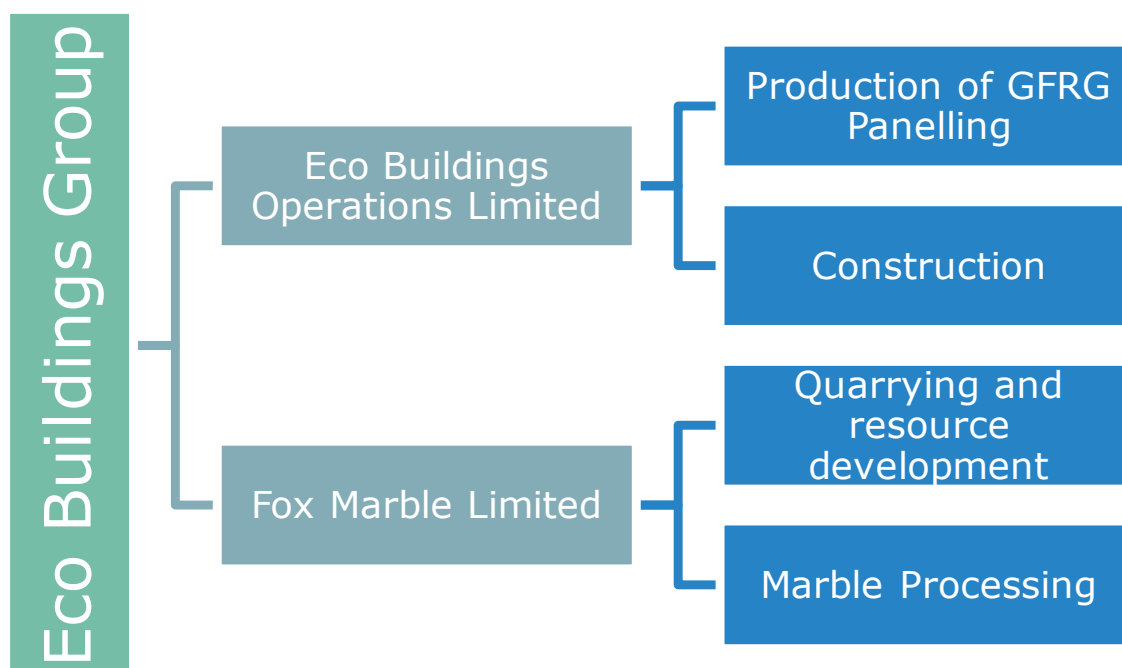 Eco Buildings Group
Eco Buildings
Operations Limited
Production of GFRG
Panelling
Construction
Fox Marble Limited
Quarrying and
resource
development
Marble Processing